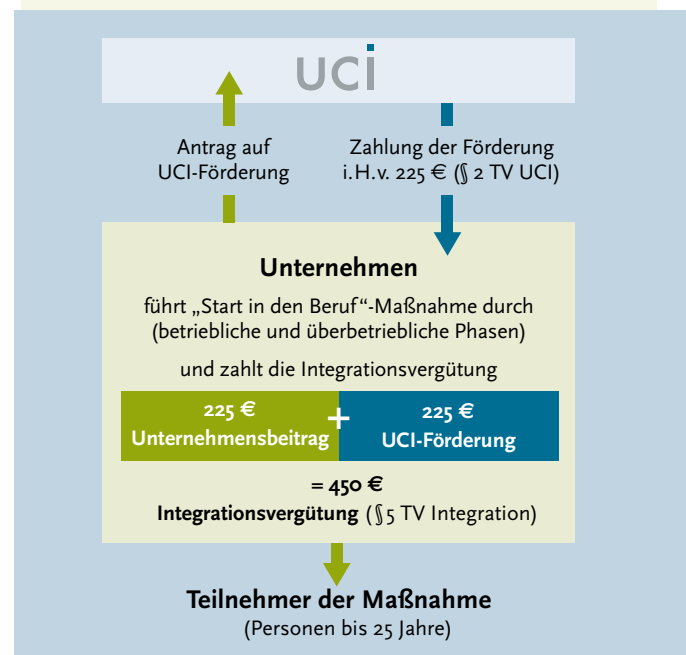 uci
Antrag auf
UCI-Förderung
Zahlung der Förderung
i.H.v. 225 € (§ 2 TV UCI)
Unternehmen
führt „Start in den Beruf“-Maßnahme durch
(betriebliche und überbetriebliche Phasen)
und zahlt die Integrationsvergütung
225 €
Unternehmensbeitrag
+
225 €
UCI-Förderung
= 450 €
Integrationsvergütung (§ 5 TV Integration)
Teilnehmer der Maßnahme
(Personen bis 25 Jahre)